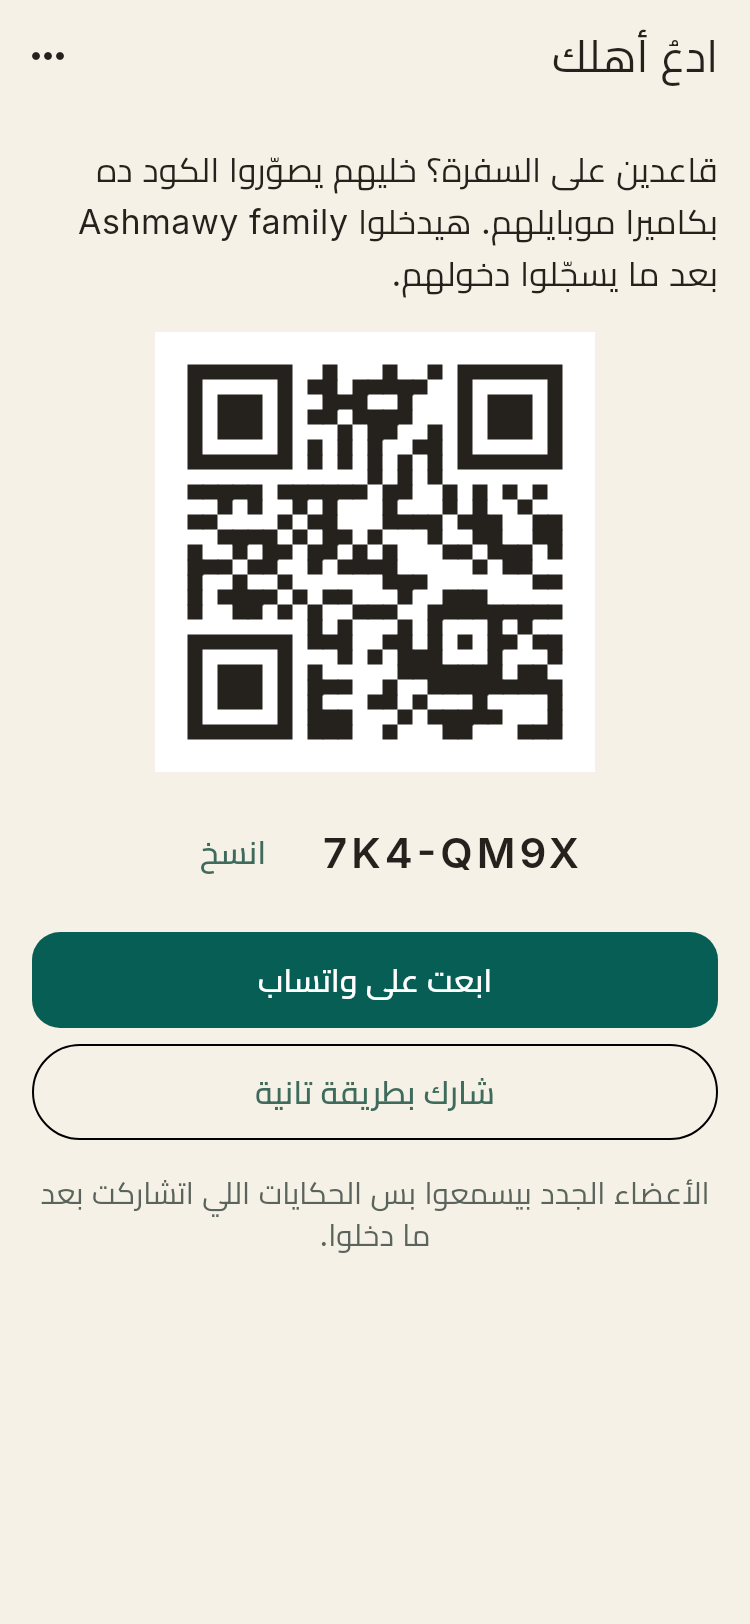 ادعُ أهلك
قاعدين على السفرة؟ خليهم يصوّروا الكود ده
بكاميرا موبايلهم. هيدخلوا Ashmawy family
بعد ما يسجّلوا دخولهم.
7K4-QM9X
انسخ
ابعت على واتساب
شارك بطريقة تانية
الأعضاء الجدد بيسمعوا بس الحكايات اللي اتشاركت بعد
ما دخلوا.